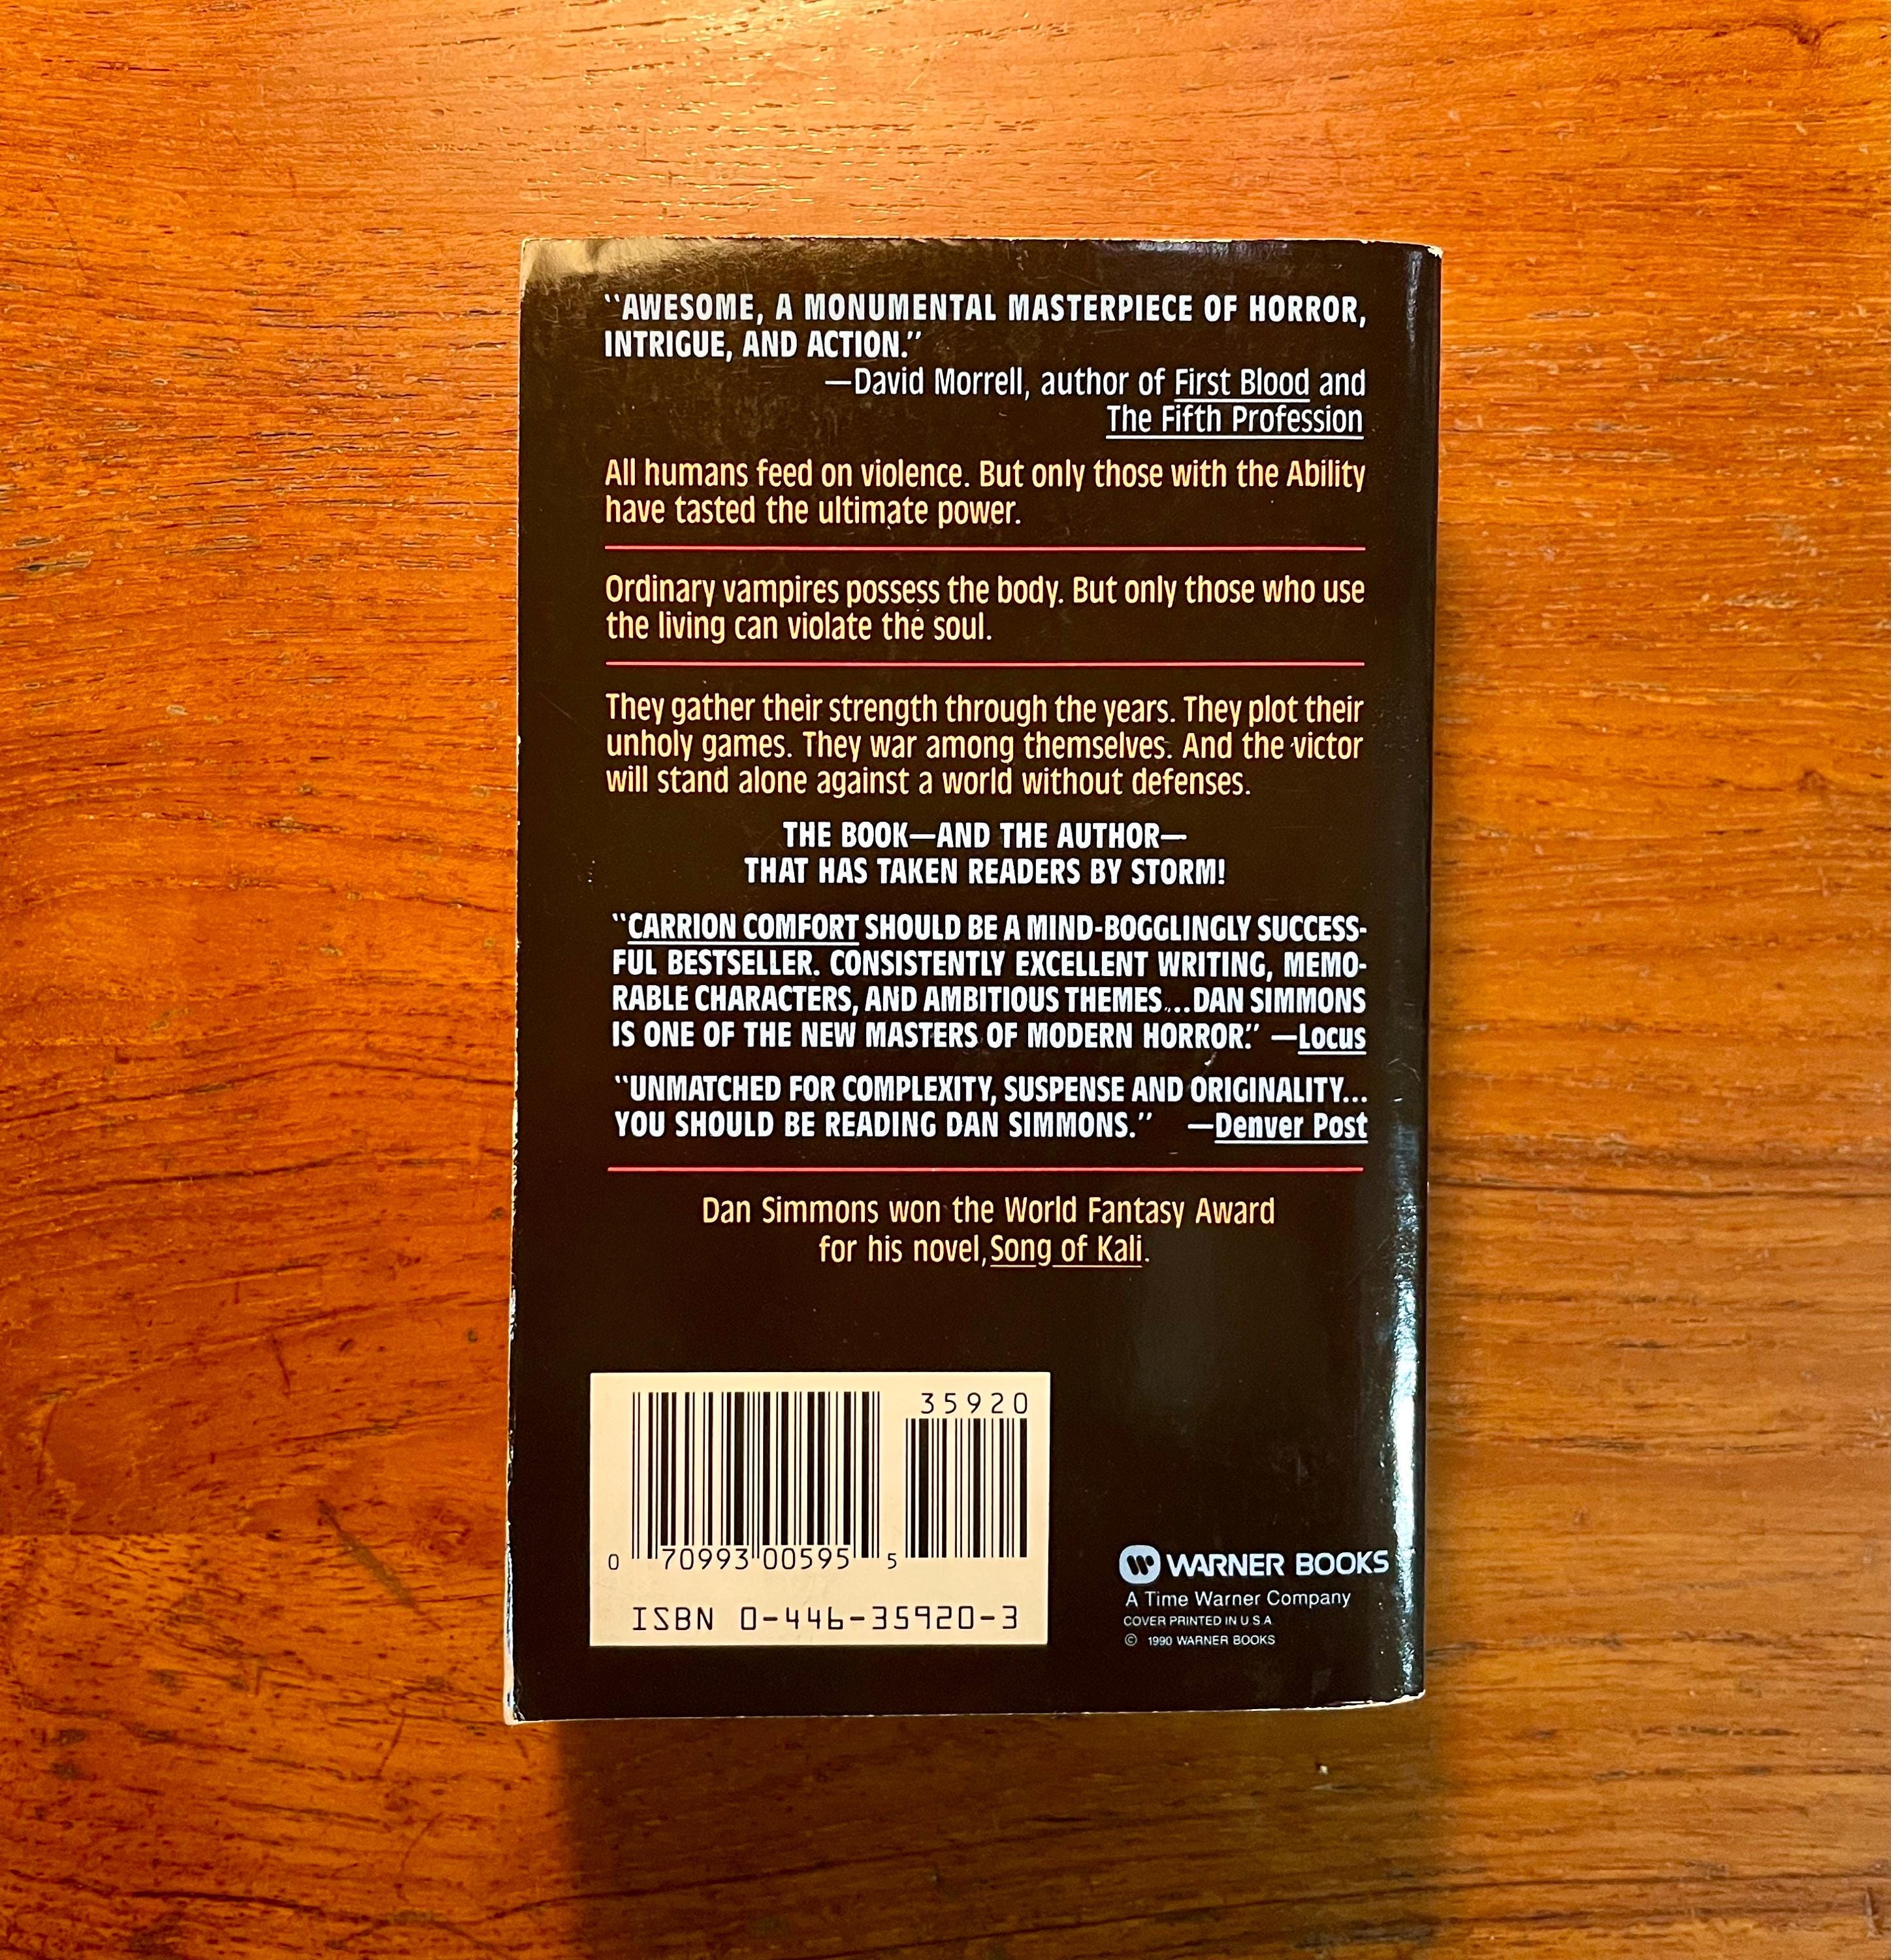 ‘‘AWESOME, A MONUMENTAL MASTERPIECE OF HORROR,
INTRIGUE, AND ACTION.’’
—David Morrell, author of First Blood and
The Fifth Profession
All humans feed on violence. But only those with the Ability
have tasted the ultimate power.
Ordinary vampires possess the body. But only those who use
the living can violate the soul.
They gather their strength through the years. They plot their
unholy games. They war among themselves. And the victor
will stand alone against a world without defenses.
THE BOOK—AND THE AUTHOR—
THAT HAS TAKEN READERS BY STORM!
‘‘CARRION COMFORT SHOULD BE A MIND-BOGGLINGLY SUCCESS-
FUL BESTSELLER. CONSISTENTLY EXCELLENT WRITING, MEMO-
RABLE CHARACTERS, AND AMBITIOUS THEMES...DAN SIMMONS
IS ONE OF THE NEW MASTERS OF MODERN HORROR.’’ —Locus
‘‘UNMATCHED FOR COMPLEXITY, SUSPENSE AND ORIGINALITY...
YOU SHOULD BE READING DAN SIMMONS.’’ —Denver Post
Dan Simmons won the World Fantasy Award
for his novel, Song of Kali.
35920
0 70993 00595 5
ISBN 0-446-35920-3
WARNER BOOKS
A Time Warner Company
COVER PRINTED IN U S A
© 1990 WARNER BOOKS